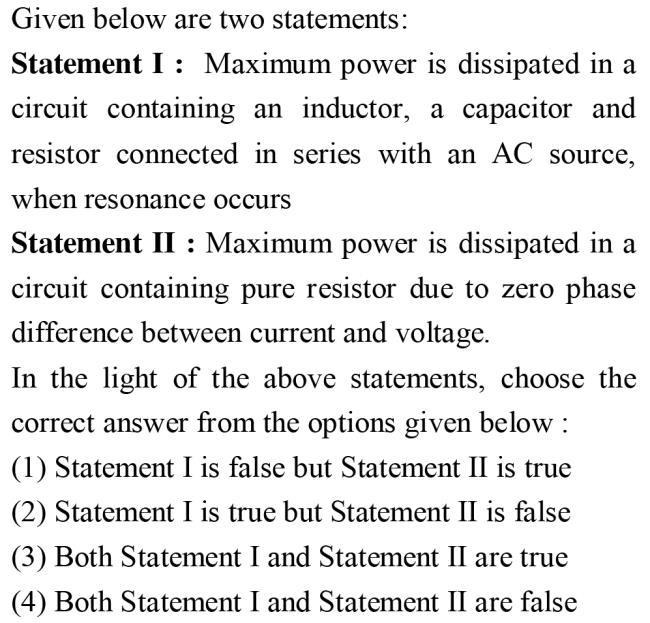 Given below are two statements:
Statement I : Maximum power is dissipated in a
circuit containing an inductor, a capacitor and
resistor connected in series with an AC source,
when resonance occurs
Statement II : Maximum power is dissipated in a
circuit containing pure resistor due to zero phase
difference between current and voltage.
In the light of the above statements, choose the
correct answer from the options given below :
(1) Statement I is false but Statement II is true
(2) Statement I is true but Statement II is false
(3) Both Statement I and Statement II are true
(4) Both Statement I and Statement II are false